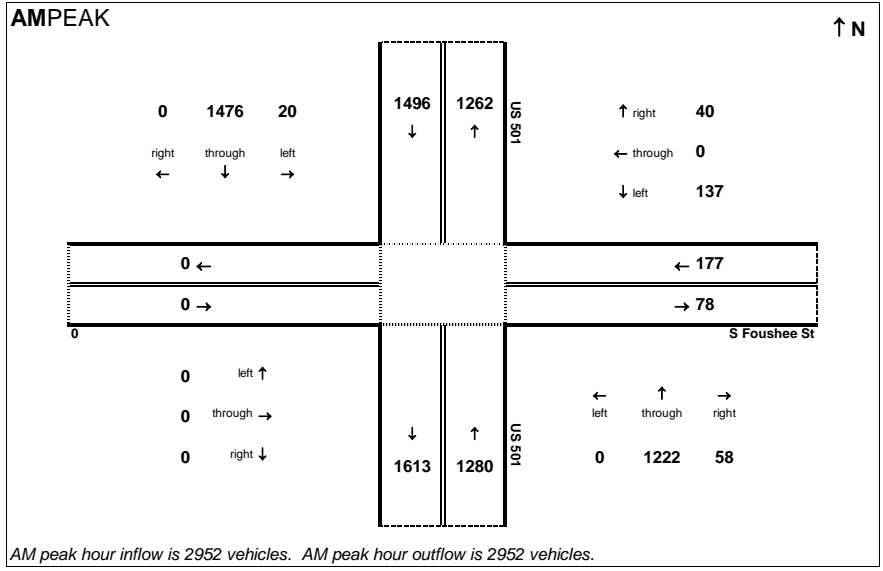 AMPEAK
↑ N
0 1476 20
right through left
← ↓ →
1496 1262
↓ ↑
US 501
↑ right 40
← through 0
↓ left 137
0 ←
← 177
0 →
→ 78
0
S Foushee St
0 left ↑
0 through →
0 right ↓
↓ ↑
1613 1280
US 501
← ↑ →
left through right
0 1222 58
AM peak hour inflow is 2952 vehicles. AM peak hour outflow is 2952 vehicles.